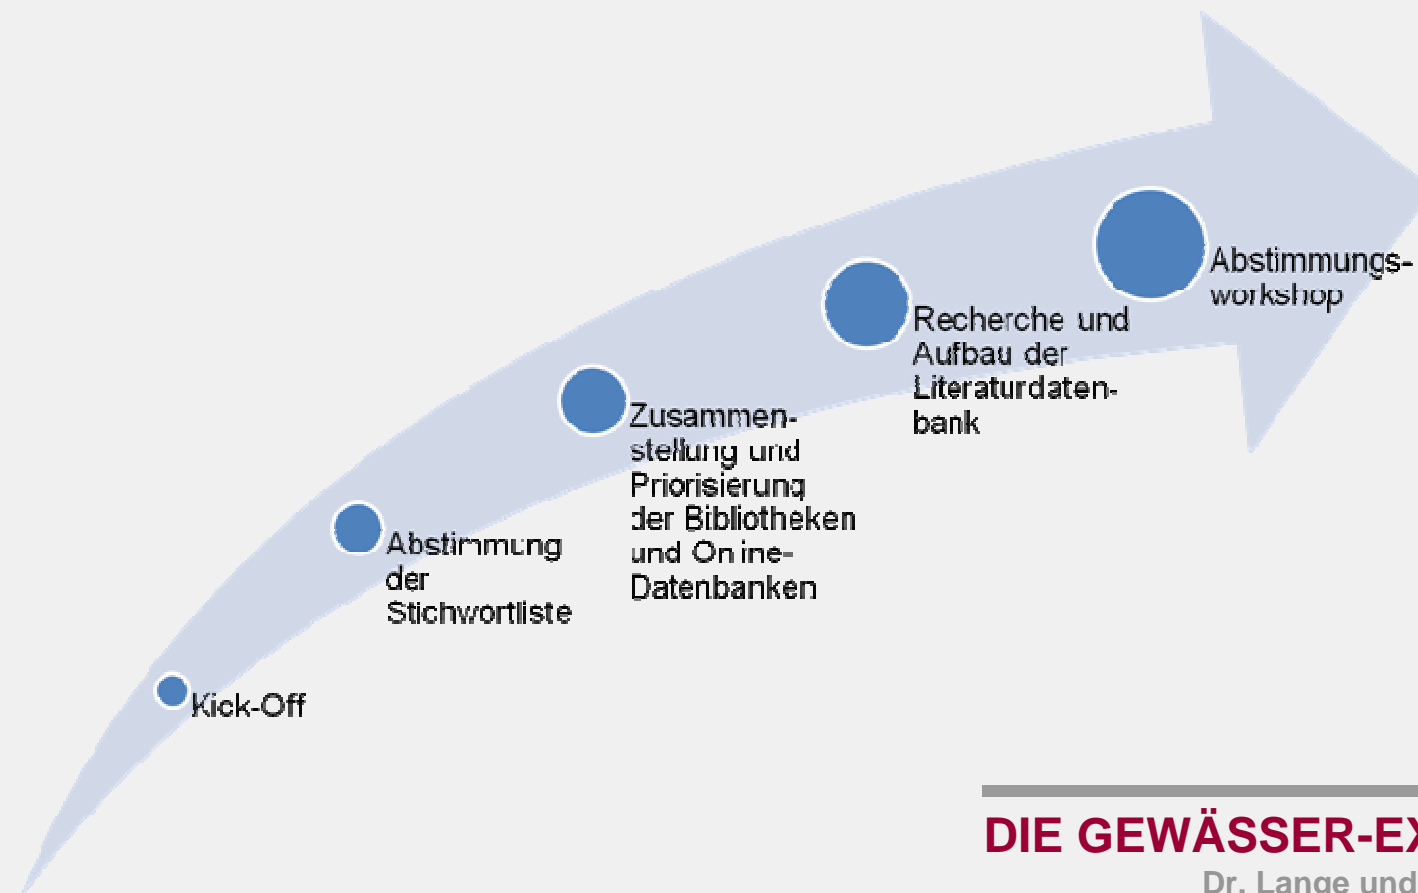 Kick-Off
Abstimmung
der
Stichwortliste
Zusammen-
stellung und
Priorisierung
der Bibliotheken
und Online-
Datenbanken
Recherche und
Aufbau der
Literaturdaten-
bank
Abstimmungs-
workshop
DIE GEWÄSSER-EX
Dr. Lange und